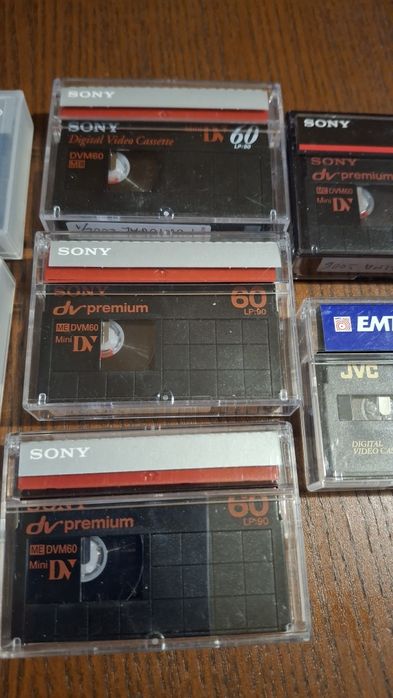 SONY
SONY
Digital Video Cassette
Mini DV 60
LP:90
DVM60
SONY
dv premium
60
LP:90
ME DVM60
Mini DV
SONY
dv premium
60
LP:90
ME DVM60
Mini DV
SONY
SONY
dv premium
ME DVM60
Mini DV
EMT
JVC
DIGITAL
VIDEO CAS